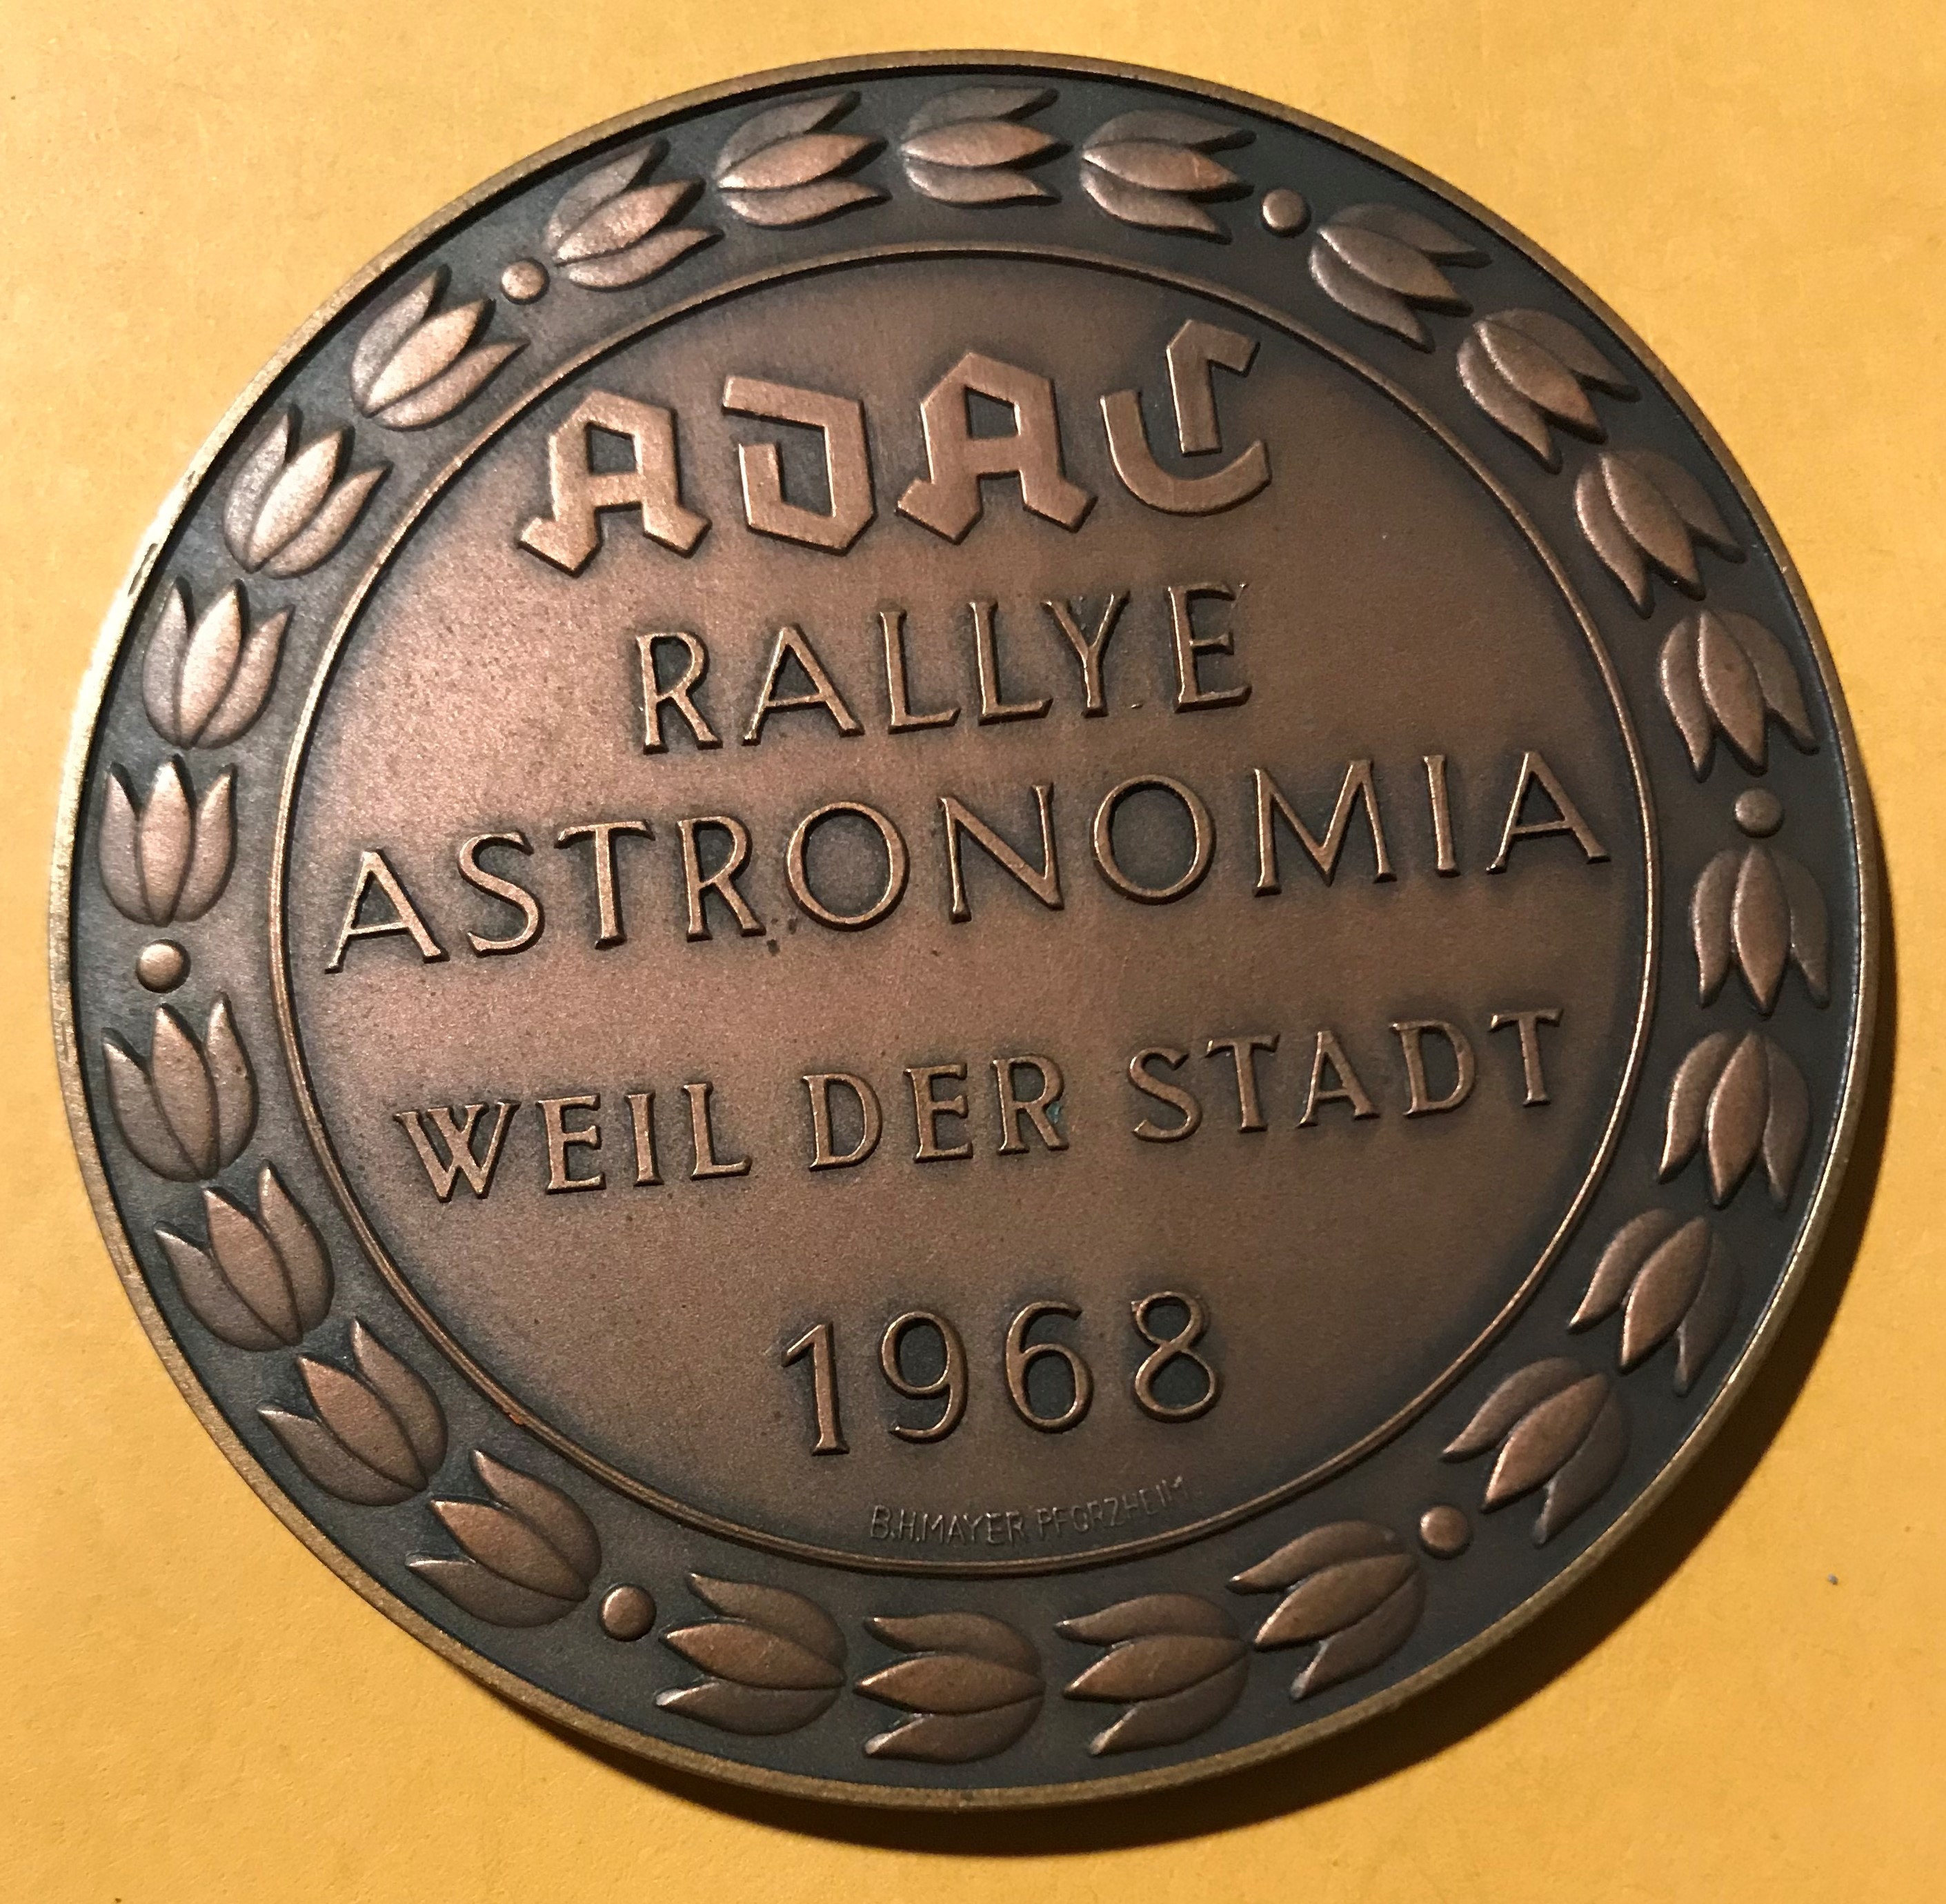 ADAC
RALLYE
ASTRONOMIA
WEIL DER STADT
1968
B.H.MAYER PFORZHEIM